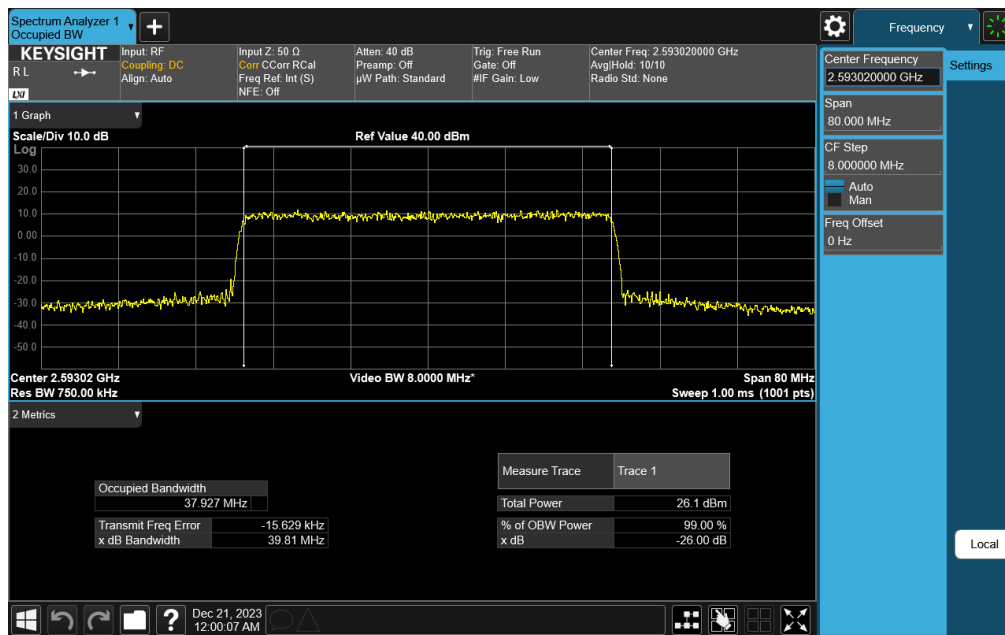 Spectrum Analyzer 1
Occupied BW
+
Frequency
KEYSIGHT
R L
LXI
Input: RF
Coupling: DC
Align: Auto
Input Z: 50 Ω
Corr CCorr RCal
Freq Ref: Int (S)
NFE: Off
Atten: 40 dB
Preamp: Off
µW Path: Standard
Trig: Free Run
Gate: Off
#IF Gain: Low
Center Freq: 2.593020000 GHz
Avg|Hold: 10/10
Radio Std: None
Center Frequency
2.593020000 GHz
Settings
Span
80.000 MHz
CF Step
8.000000 MHz
Auto
Man
Freq Offset
0 Hz
Local
1 Graph
Scale/Div 10.0 dB
Ref Value 40.00 dBm
Log
30.0
20.0
10.0
0.00
-10.0
-20.0
-30.0
-40.0
-50.0
Center 2.59302 GHz
Video BW 8.0000 MHz*
Span 80 MHz
Res BW 750.00 kHz
Sweep 1.00 ms (1001 pts)
2 Metrics
Measure Trace Trace 1
Occupied Bandwidth
37.927 MHz
Total Power 26.1 dBm
Transmit Freq Error -15.629 kHz
% of OBW Power 99.00 %
x dB Bandwidth 39.81 MHz
x dB -26.00 dB
?
Dec 21, 2023
12:00:07 AM